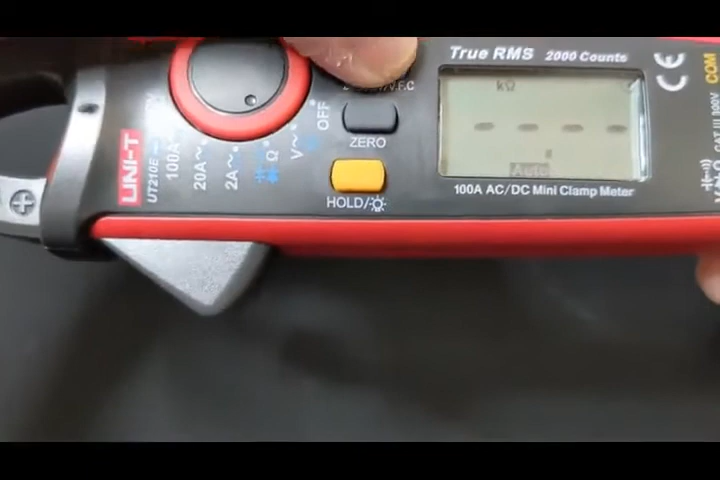 True RMS 2000 Counts
CE
COM
kΩ
- - - -
Auto
100A AC/DC Mini Clamp Meter
V.F.C
ZERO
HOLD/
OFF
V
Ω
2A
20A
100A
UNI-T
UT210E